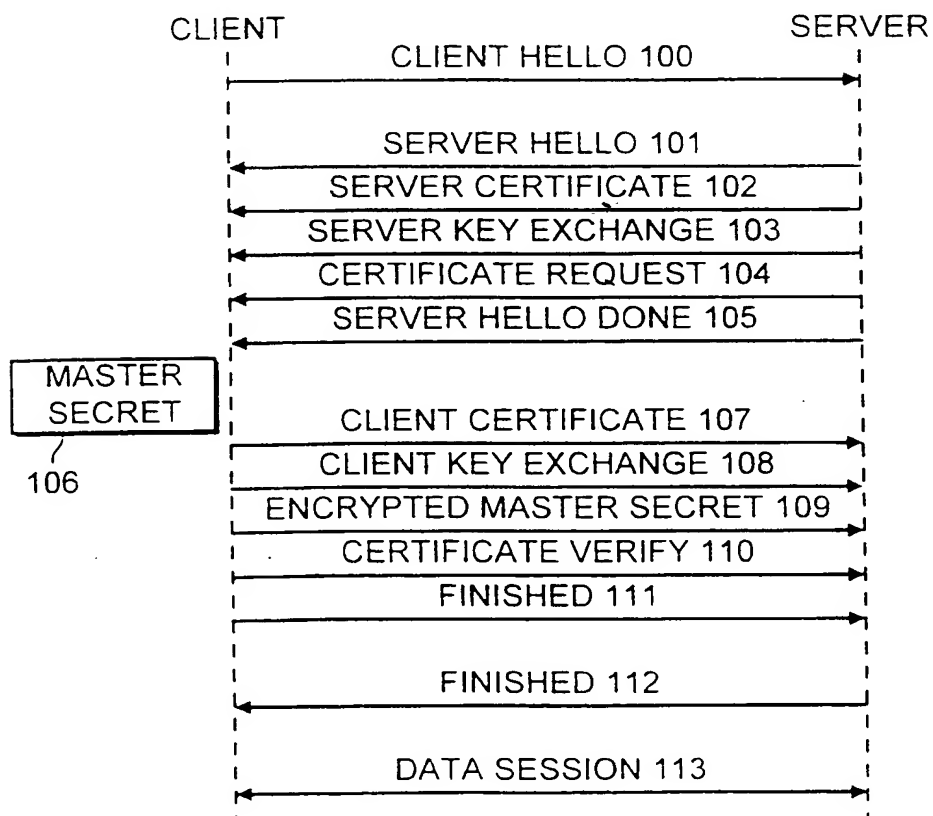 CLIENT
SERVER
CLIENT HELLO 100
SERVER HELLO 101
SERVER CERTIFICATE 102
SERVER KEY EXCHANGE 103
CERTIFICATE REQUEST 104
SERVER HELLO DONE 105
MASTER
SECRET
106
CLIENT CERTIFICATE 107
CLIENT KEY EXCHANGE 108
ENCRYPTED MASTER SECRET 109
CERTIFICATE VERIFY 110
FINISHED 111
FINISHED 112
DATA SESSION 113